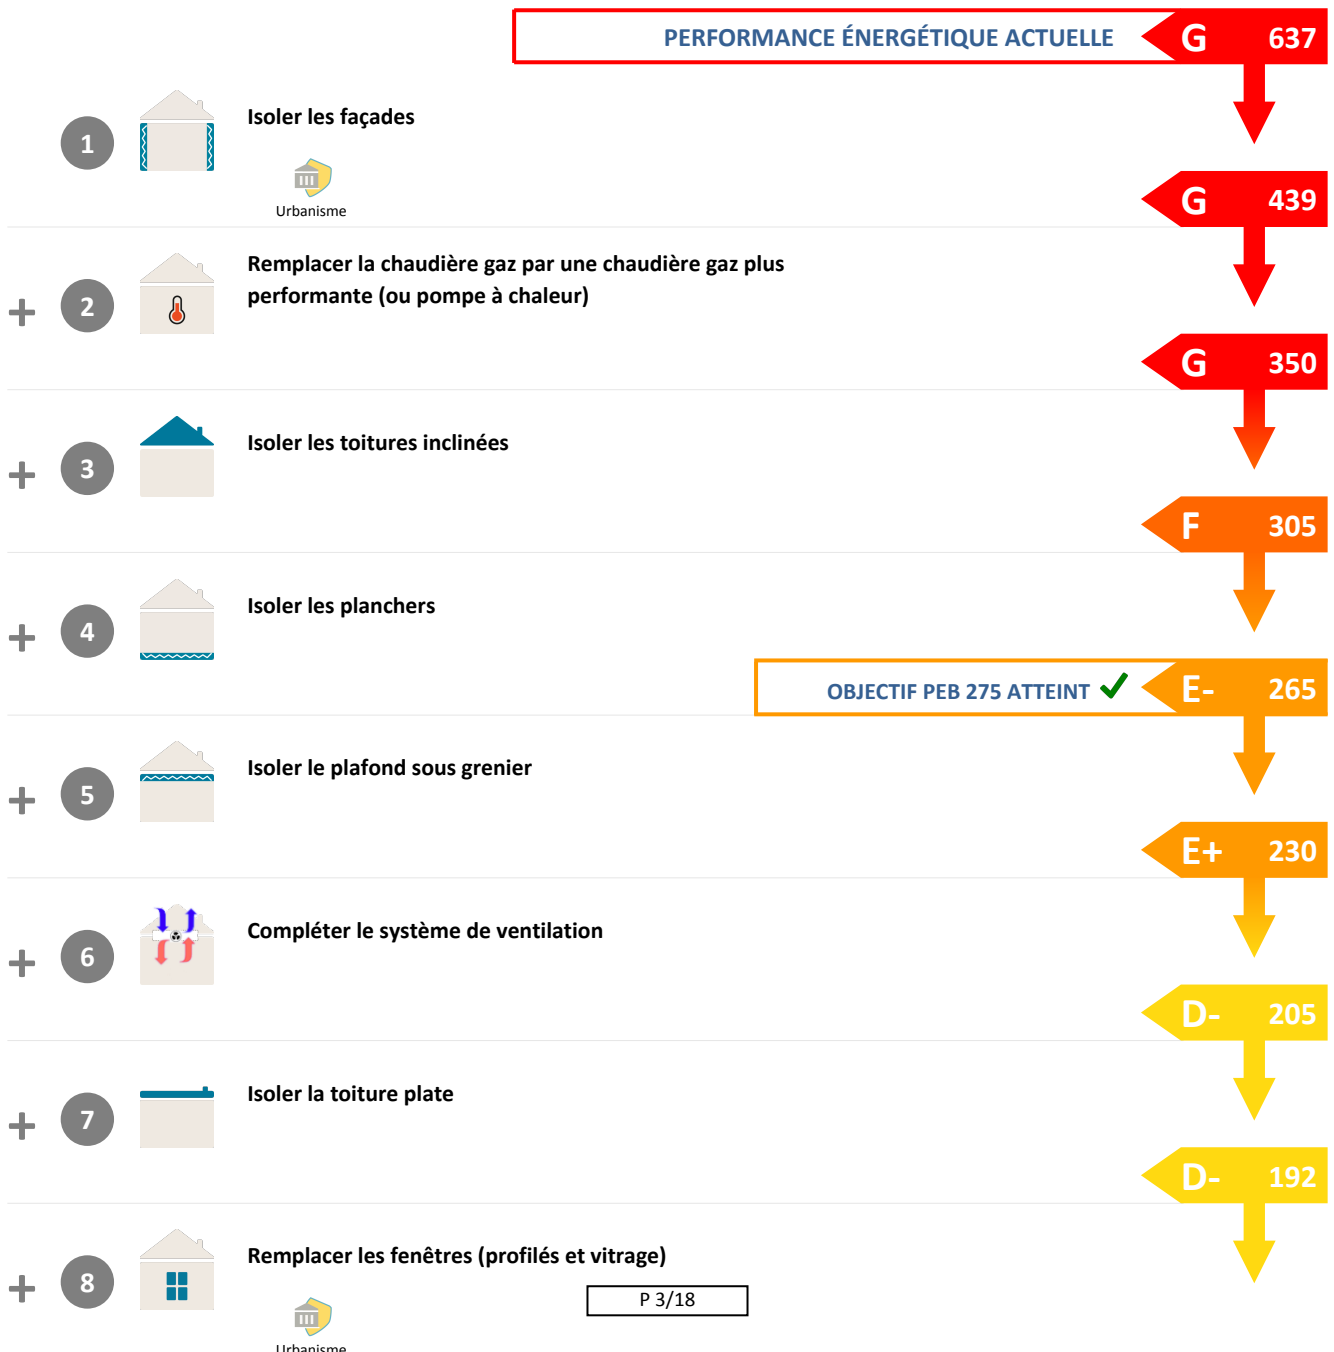 PERFORMANCE ÉNERGÉTIQUE ACTUELLE G 637
1 Isoler les façades
Urbanisme
G 439
+ 2 Remplacer la chaudière gaz par une chaudière gaz plus
performante (ou pompe à chaleur)
G 350
+ 3 Isoler les toitures inclinées
F 305
+ 4 Isoler les planchers
OBJECTIF PEB 275 ATTEINT E- 265
+ 5 Isoler le plafond sous grenier
E+ 230
+ 6 Compléter le système de ventilation
D- 205
+ 7 Isoler la toiture plate
D- 192
+ 8 Remplacer les fenêtres (profilés et vitrage)
P 3/18
Urbanisme